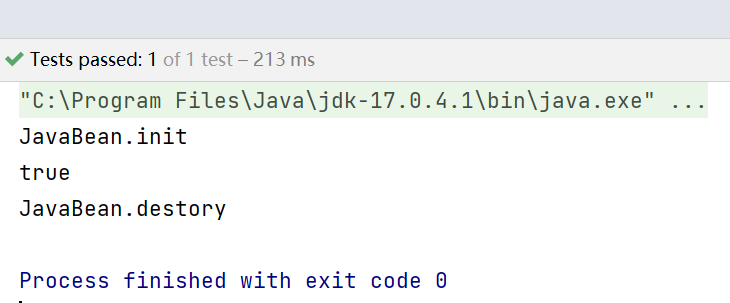 Tests passed: 1 of 1 test – 213 ms
"C:\Program Files\Java\jdk-17.0.4.1\bin\java.exe" ...
JavaBean.init
true
JavaBean.destory
Process finished with exit code 0